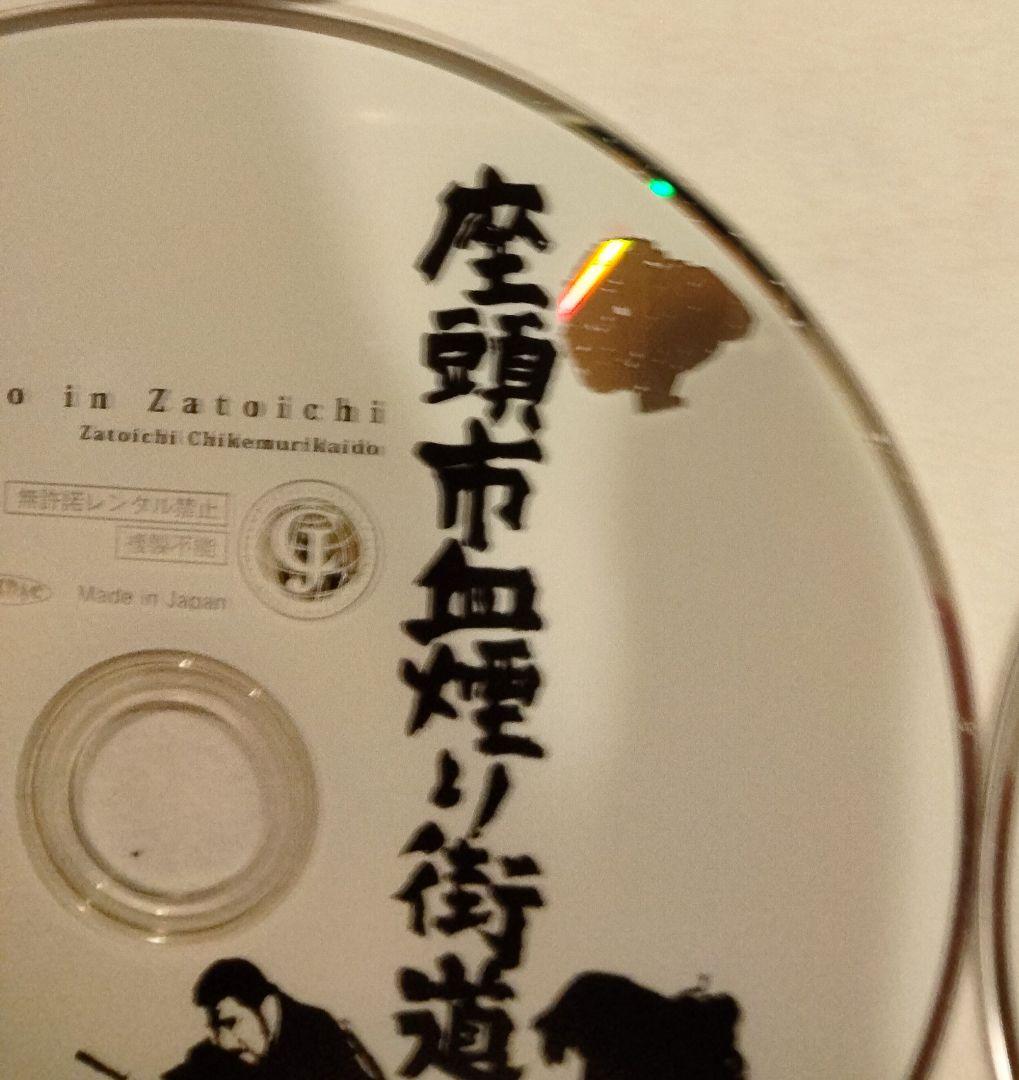 座頭市血煙り街道
o in Zatoichi
Zatoichi Chikemurikaido
無許諾レンタル禁止
複製不能
Made in Japan